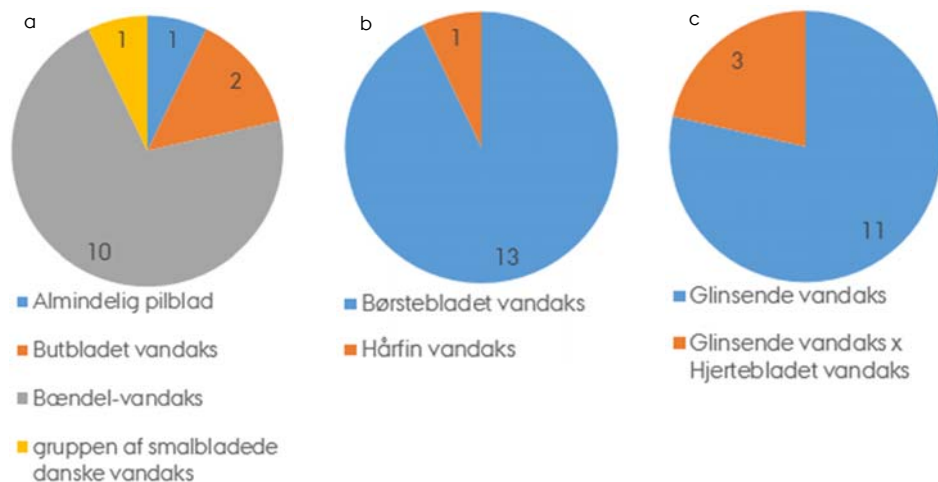 a
1
1
2
10
Almindelig pilblad
Butbladet vandaks
Bændel-vandaks
gruppen af smalbladede
danske vandaks
b
1
13
Børstebladet vandaks
Hårfin vandaks
c
3
11
Glinsende vandaks
Glinsende vandaks x
Hjertebladet vandaks